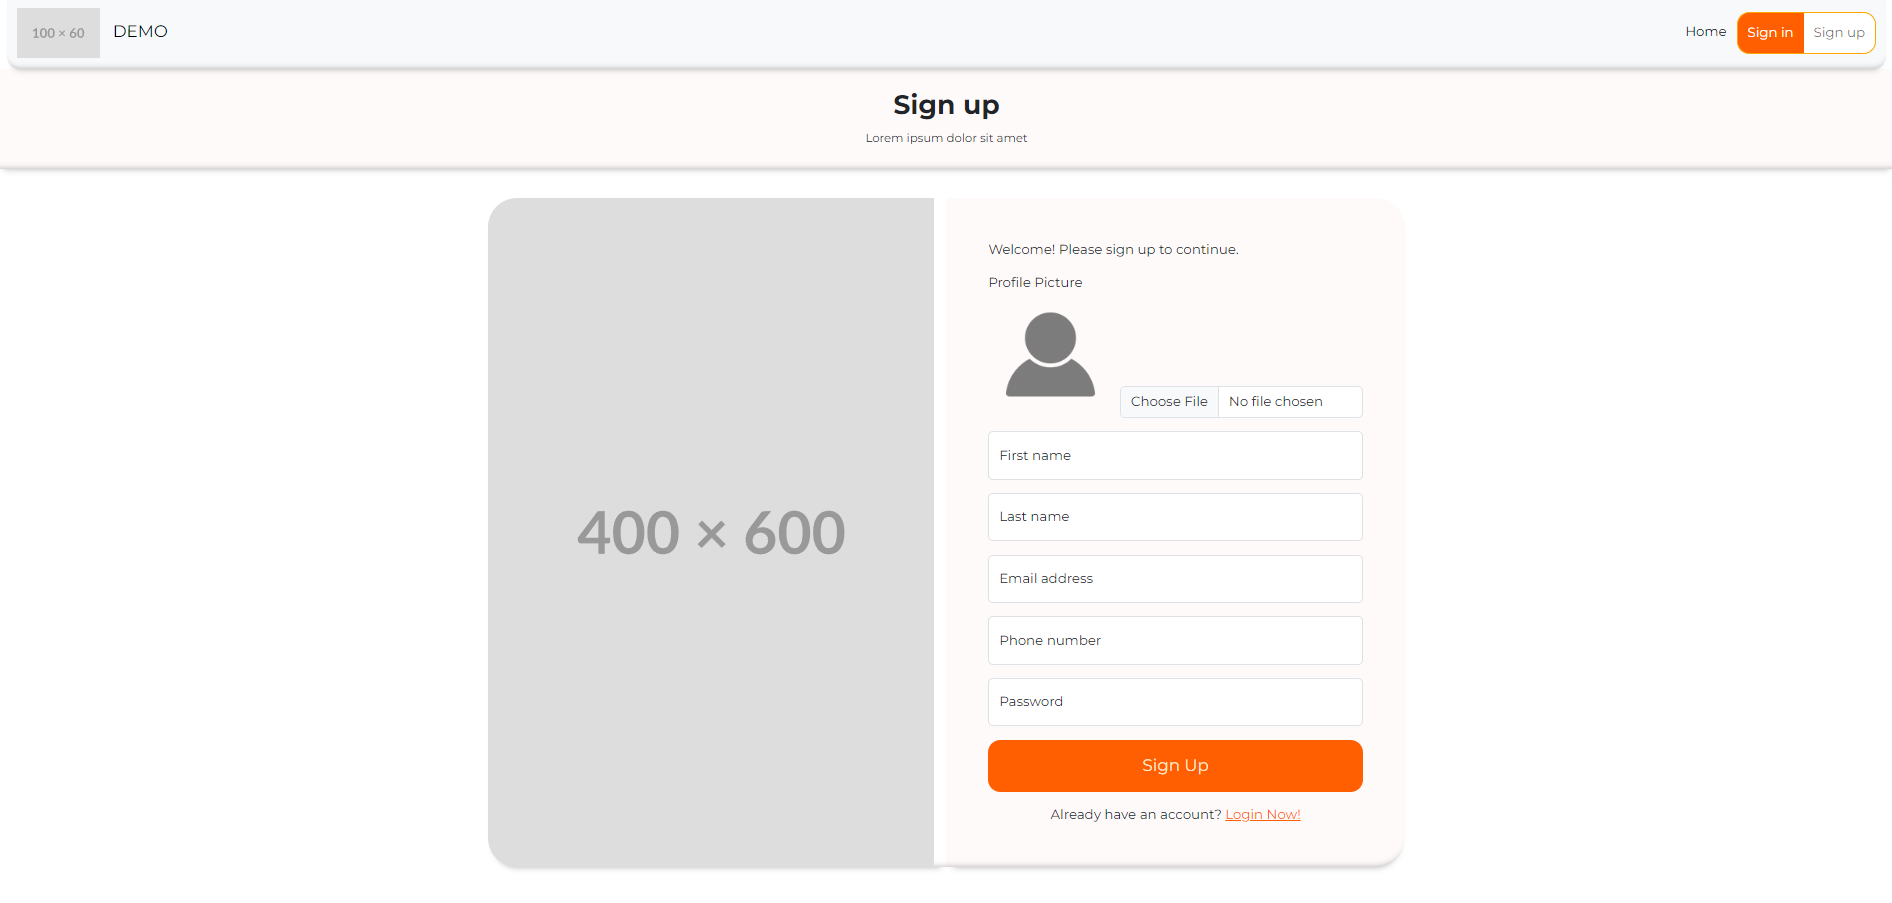 100 × 60
DEMO
Home
Sign in
Sign up
Sign up
Lorem ipsum dolor sit amet
400 × 600
Welcome! Please sign up to continue.
Profile Picture
Choose File
No file chosen
First name
Last name
Email address
Phone number
Password
Sign Up
Already have an account? Login Now!